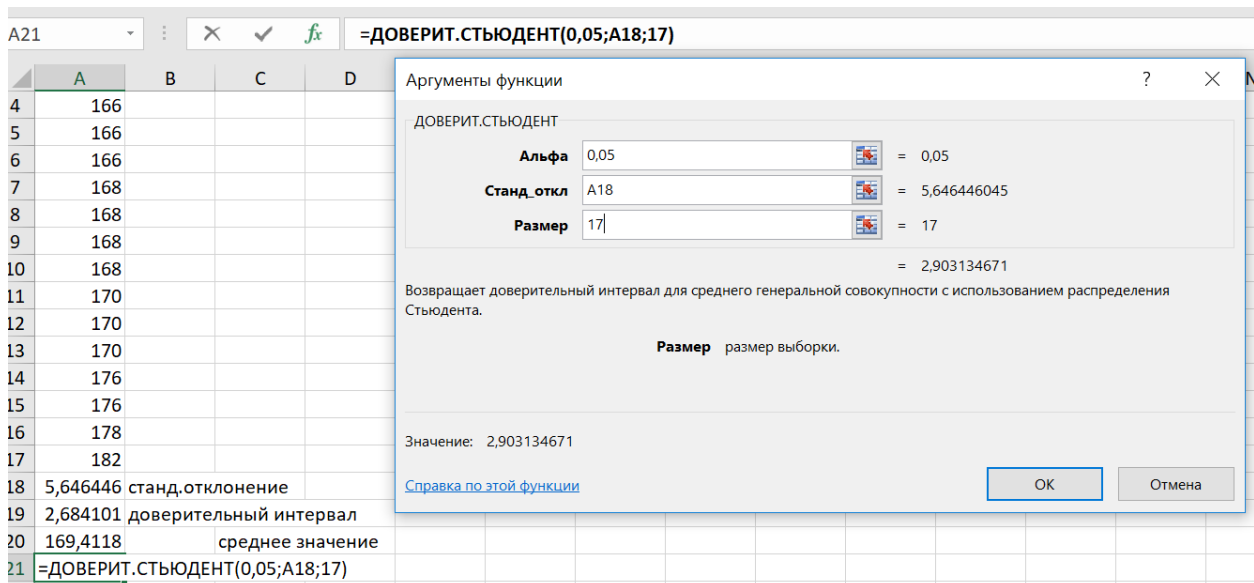 A21 fx =ДОВЕРИТ.СТЬЮДЕНТ(0,05;A18;17)
A B C D N
Аргументы функции ?
ДОВЕРИТ.СТЬЮДЕНТ
Альфа 0,05 = 0,05
Станд_откл A18 = 5,646446045
Размер 17 = 17
= 2,903134671
Возвращает доверительный интервал для среднего генеральной совокупности с использованием распределения
Стьюдента.
Размер размер выборки.
Значение: 2,903134671
Справка по этой функции
ОК Отмена
4 166
5 166
6 166
7 168
8 168
9 168
10 168
11 170
12 170
13 170
14 176
15 176
16 178
17 182
18 5,646446 станд.отклонение
19 2,684101 доверительный интервал
20 169,4118 среднее значение
21 =ДОВЕРИТ.СТЬЮДЕНТ(0,05;A18;17)